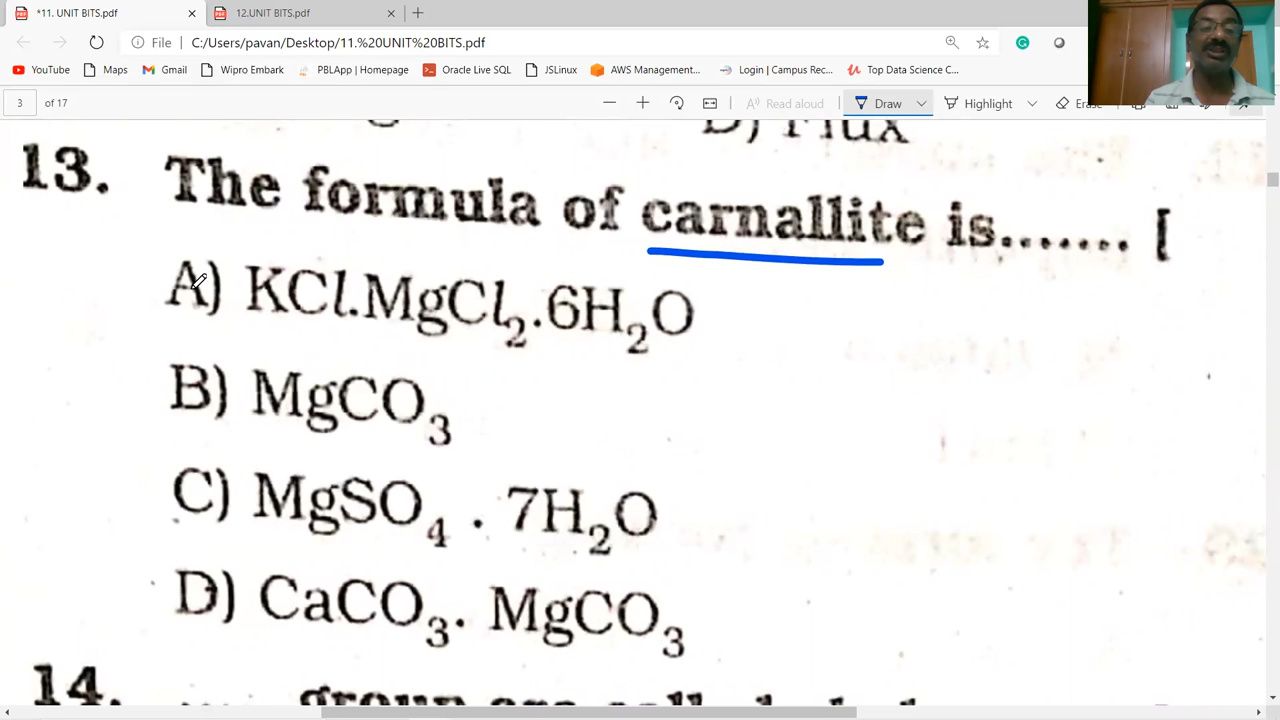 *11. UNIT BITS.pdf
12.UNIT BITS.pdf
File C:/Users/pavan/Desktop/11.%20UNIT%20BITS.pdf
YouTube Maps Gmail Wipro Embark PBLApp | Homepage Oracle Live SQL JSLinux AWS Management... Login | Campus Rec... Top Data Science C...
3 of 17 Read aloud Draw Highlight Erase
D) Flux
13. The formula of carnallite is....... [
A) KCl.MgCl₂.6H₂O
B) MgCO₃
C) MgSO₄ . 7H₂O
D) CaCO₃. MgCO₃
14. group are